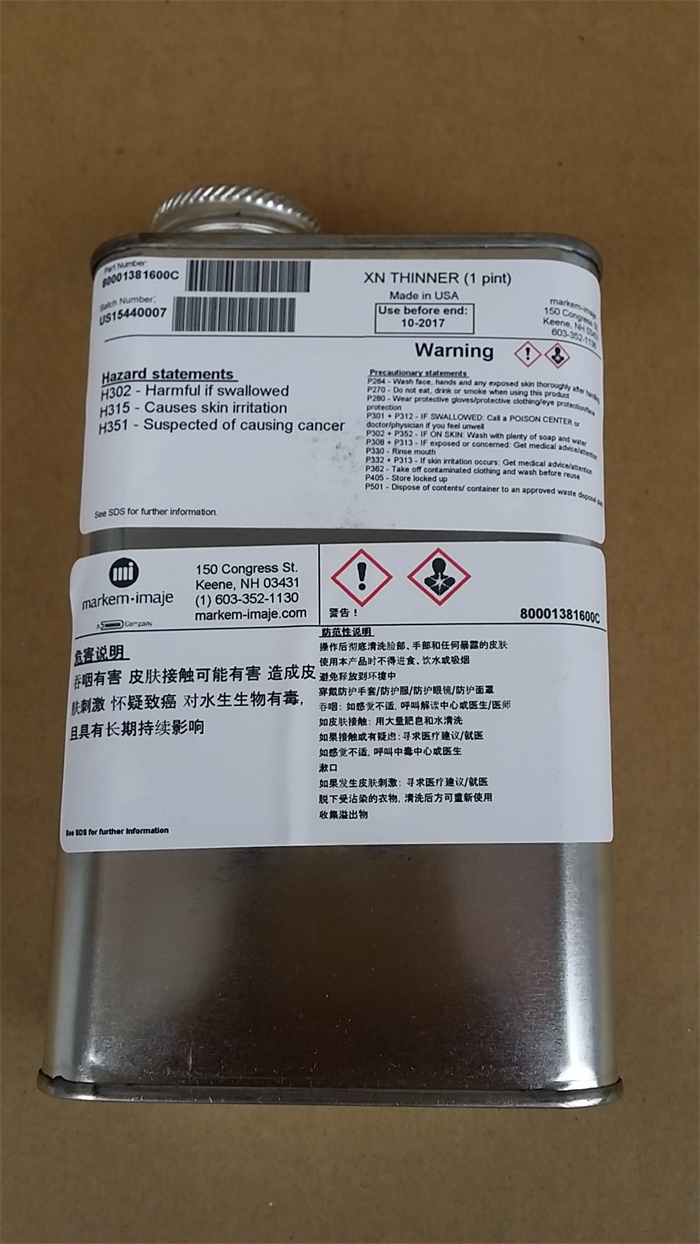 Part Number:
80001381600C
Batch Number:
US15440007
XN THINNER (1 pint)
Made in USA
Use before end:
10-2017
markem-imaje
150 Congress St.
Keene, NH 03431
603-352-1130
Warning
Hazard statements
H302 - Harmful if swallowed
H315 - Causes skin irritation
H351 - Suspected of causing cancer
See SDS for further information.
Precautionary statements
P264 - Wash face, hands and any exposed skin thoroughly after handling
P270 - Do not eat, drink or smoke when using this product
P280 - Wear protective gloves/protective clothing/eye protection/face
protection
P301 + P312 - IF SWALLOWED: Call a POISON CENTER or
doctor/physician if you feel unwell
P302 + P352 - IF ON SKIN: Wash with plenty of soap and water
P308 + P313 - IF exposed or concerned: Get medical advice/attention
P330 - Rinse mouth
P332 + P313 - If skin irritation occurs: Get medical advice/attention
P362 - Take off contaminated clothing and wash before reuse
P405 - Store locked up
P501 - Dispose of contents/ container to an approved waste disposal
markem·imaje
A Company
150 Congress St.
Keene, NH 03431
(1) 603-352-1130
markem-imaje.com
警告！
80001381600C
危害说明
吞咽有害 皮肤接触可能有害 造成皮
肤刺激 怀疑致癌 对水生生物有毒,
且具有长期持续影响
See SDS for further information
防范性说明
操作后彻底清洗脸部、手部和任何暴露的皮肤
使用本产品时不得进食、饮水或吸烟
避免释放到环境中
穿戴防护手套/防护服/防护眼镜/防护面罩
吞咽: 如感觉不适, 呼叫解读中心或医生/医师
如皮肤接触: 用大量肥皂和水清洗
如果接触或有疑虑: 寻求医疗建议/就医
如感觉不适, 呼叫中毒中心或医生
漱口
如果发生皮肤刺激: 寻求医疗建议/就医
脱下受沾染的衣物, 清洗后方可重新使用
收集溢出物